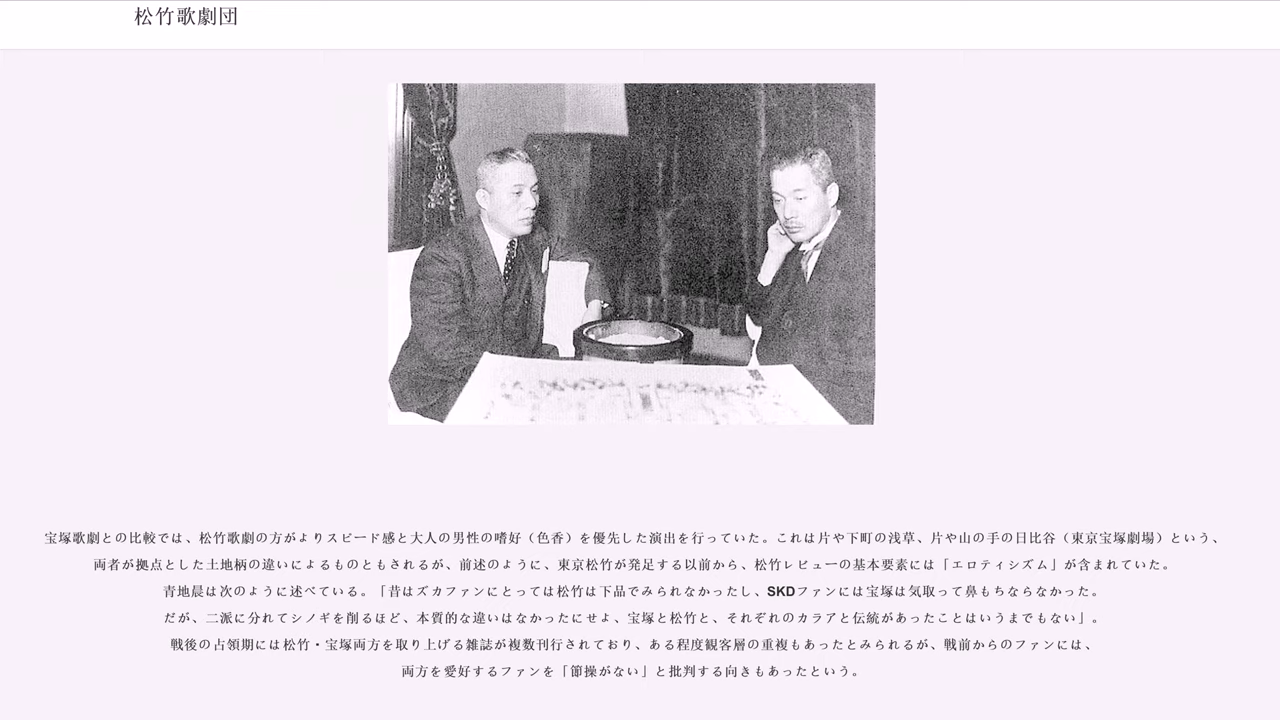 松竹歌劇団
宝塚歌劇との比較では、松竹歌劇の方がよりスピード感と大人の男性の嗜好（色香）を優先した演出を行っていた。これは片や下町の浅草、片や山の手の日比谷（東京宝塚劇場）という、
両者が拠点とした土地柄の違いによるものともされるが、前述のように、東京松竹が発足する以前から、松竹レビューの基本要素には「エロティシズム」が含まれていた。
青地晨は次のように述べている。「昔はズカファンにとっては松竹は下品でみられなかったし、SKDファンには宝塚は気取って鼻もちならなかった。
だが、二派に分れてシノギを削るほど、本質的な違いはなかったにせよ、宝塚と松竹と、それぞれのカラアと伝統があったことはいうまでもない」。
戦後の占領期には松竹・宝塚両方を取り上げる雑誌が複数刊行されており、ある程度観客層の重複もあったとみられるが、戦前からのファンには、
両方を愛好するファンを「節操がない」と批判する向きもあったという。